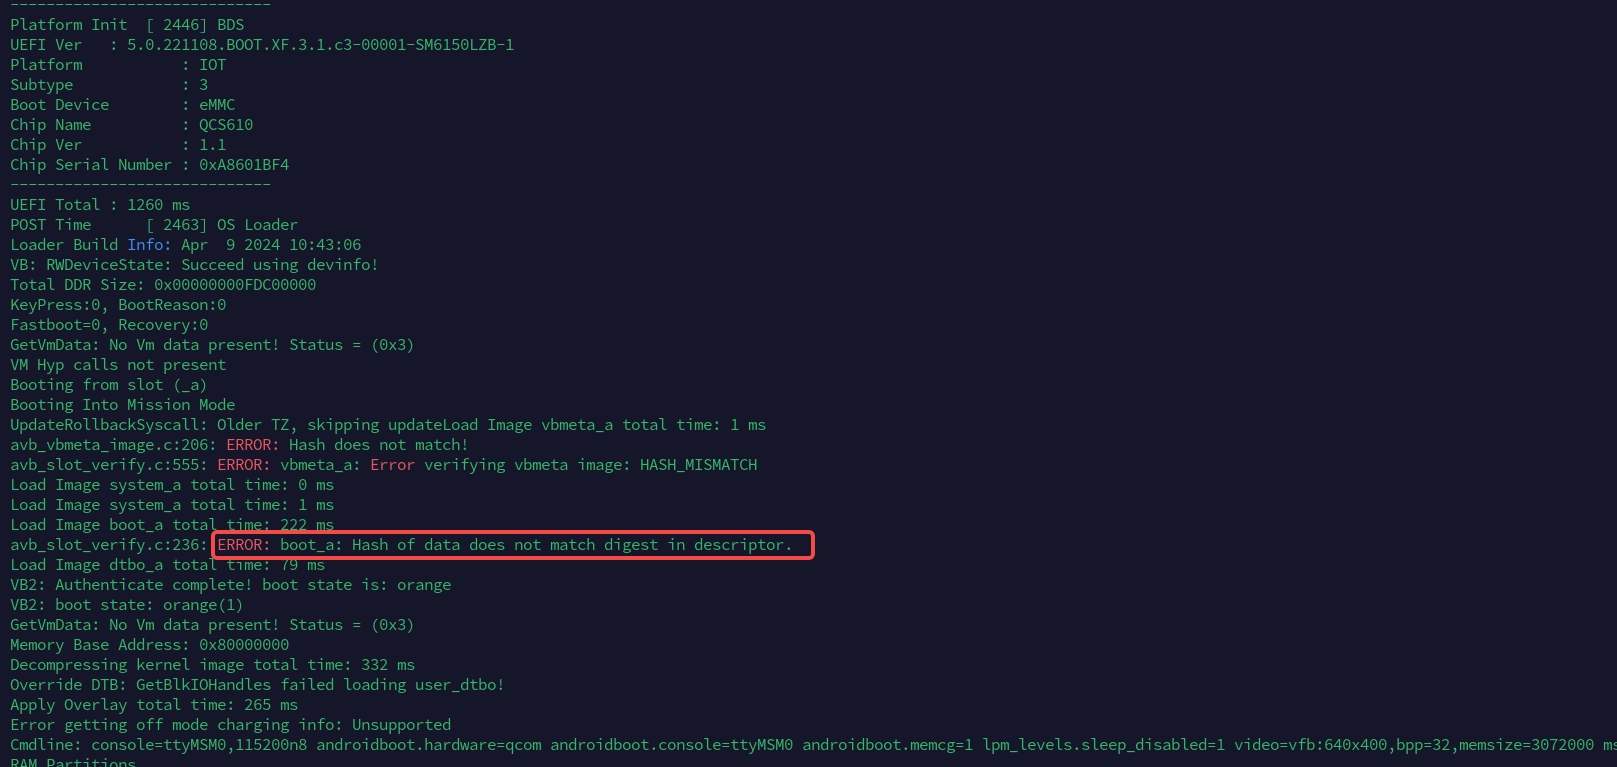 -----------------------------
Platform Init  [ 2446] BDS
UEFI Ver   : 5.0.221108.BOOT.XF.3.1.c3-00001-SM6150LZB-1
Platform           : IOT
Subtype            : 3
Boot Device        : eMMC
Chip Name          : QCS610
Chip Ver           : 1.1
Chip Serial Number : 0xA8601BF4
-----------------------------
UEFI Total : 1260 ms
POST Time      [ 2463] OS Loader
Loader Build Info: Apr  9 2024 10:43:06
VB: RWDeviceState: Succeed using devinfo!
Total DDR Size: 0x00000000FDC00000
KeyPress:0, BootReason:0
Fastboot=0, Recovery:0
GetVmData: No Vm data present! Status = (0x3)
VM Hyp calls not present
Booting from slot (_a)
Booting Into Mission Mode
UpdateRollbackSyscall: Older TZ, skipping updateLoad Image vbmeta_a total time: 1 ms
avb_vbmeta_image.c:206: ERROR: Hash does not match!
avb_slot_verify.c:555: ERROR: vbmeta_a: Error verifying vbmeta image: HASH_MISMATCH
Load Image system_a total time: 0 ms
Load Image system_a total time: 1 ms
Load Image boot_a total time: 222 ms
avb_slot_verify.c:236: ERROR: boot_a: Hash of data does not match digest in descriptor.
Load Image dtbo_a total time: 79 ms
VB2: Authenticate complete! boot state is: orange
VB2: boot state: orange(1)
GetVmData: No Vm data present! Status = (0x3)
Memory Base Address: 0x80000000
Decompressing kernel image total time: 332 ms
Override DTB: GetBlkIOHandles failed loading user_dtbo!
Apply Overlay total time: 265 ms
Error getting off mode charging info: Unsupported
Cmdline: console=ttyMSM0,115200n8 androidboot.hardware=qcom androidboot.console=ttyMSM0 androidboot.memcg=1 lpm_levels.sleep_disabled=1 video=vfb:640x400,bpp=32,memsize=3072000 ms
RAM Partitions